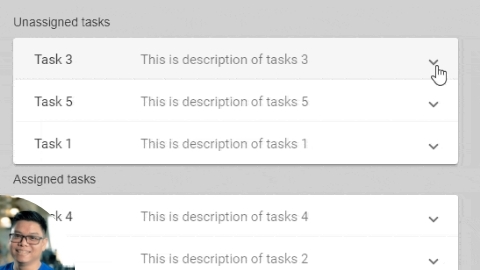 Unassigned tasks
Task 3 This is description of tasks 3
Task 5 This is description of tasks 5
Task 1 This is description of tasks 1
Assigned tasks
k 4 This is description of tasks 4
This is description of tasks 2